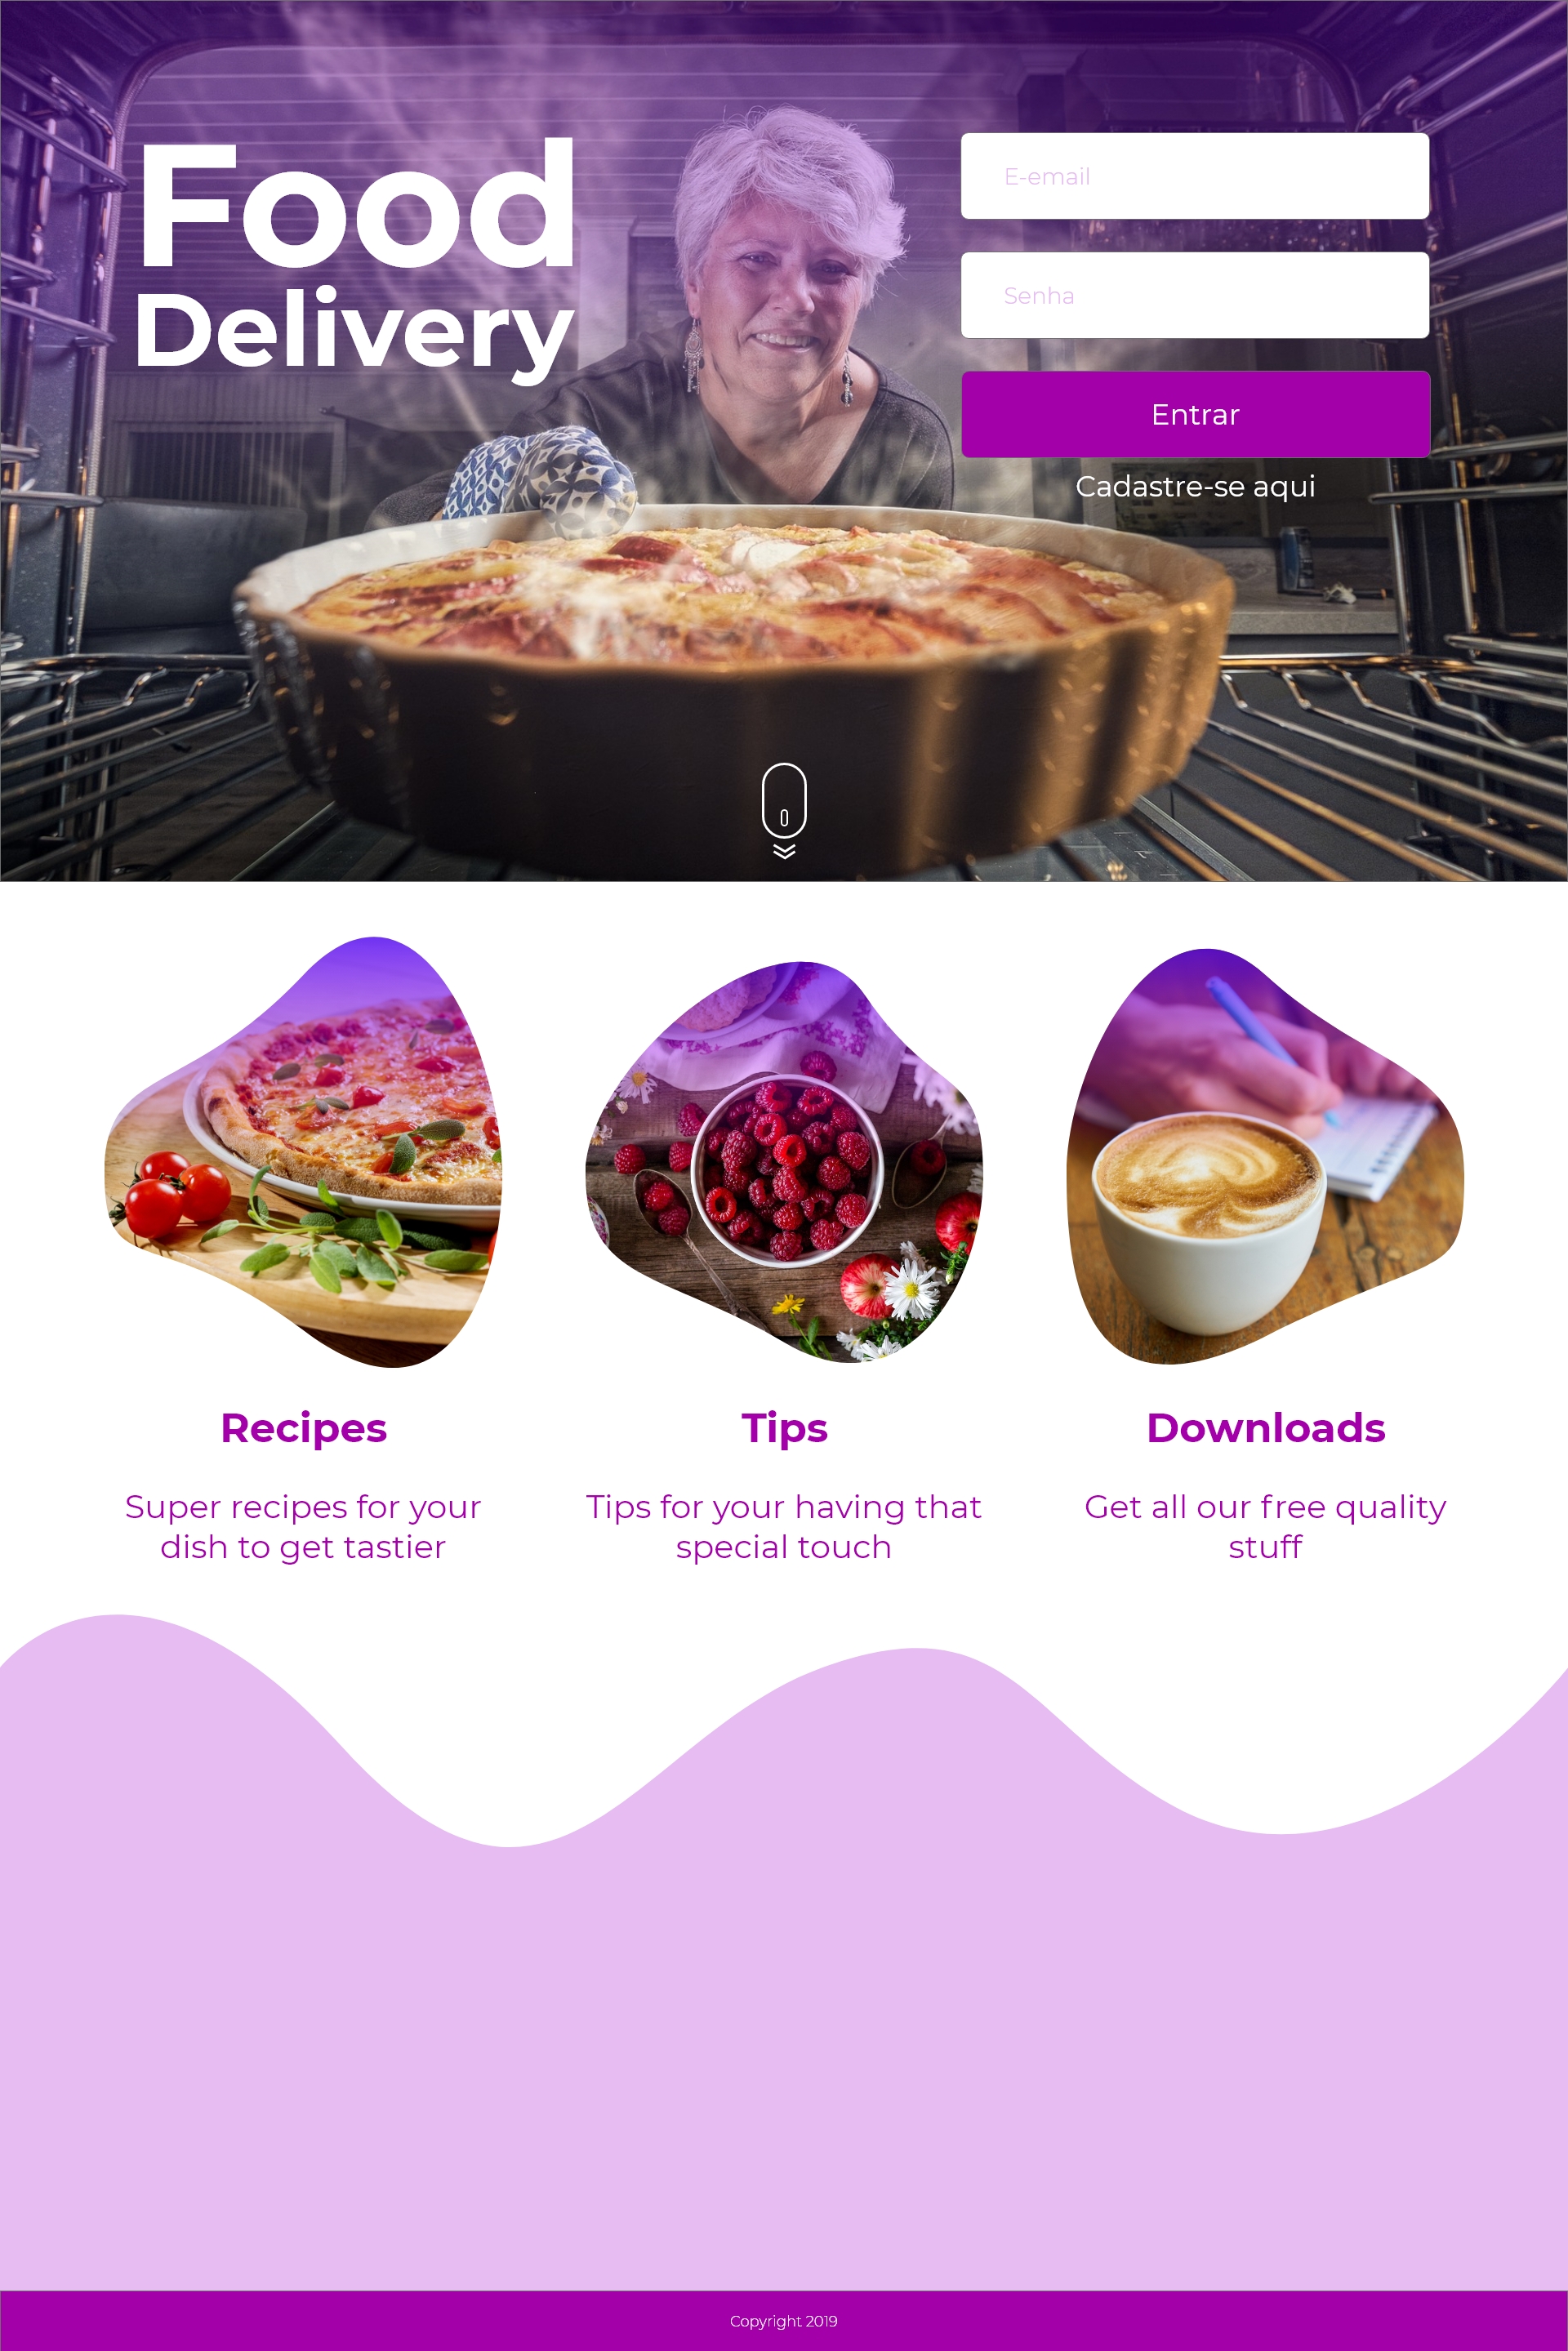 Food
Delivery
E-email
Senha
Entrar
Cadastre-se aqui
Recipes
Super recipes for your
dish to get tastier
Tips
Tips for your having that
special touch
Downloads
Get all our free quality
stuff
Copyright 2019